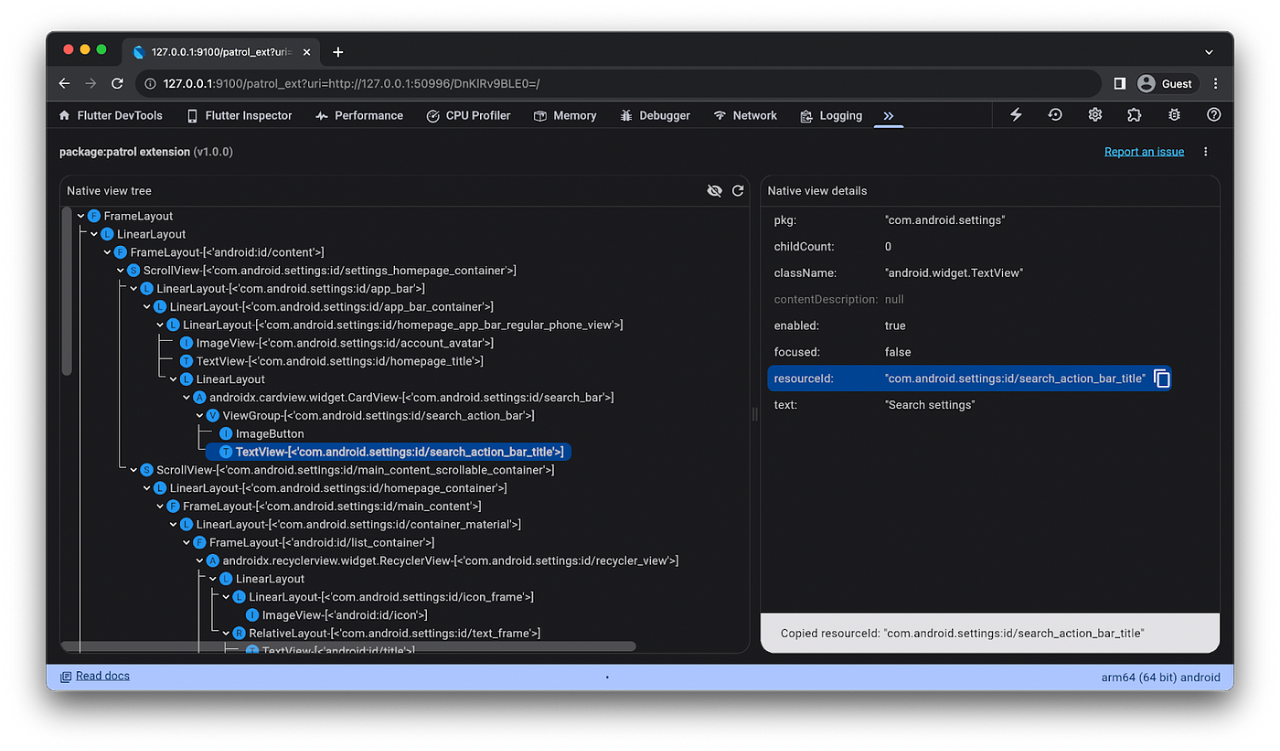 127.0.0.1:9100/patrol_ext?uri=
127.0.0.1:9100/patrol_ext?uri=http://127.0.0.1:50996/DnKlRv9BLE0=/
Guest
Flutter DevTools Flutter Inspector Performance CPU Profiler Memory Debugger Network Logging
package:patrol extension (v1.0.0)
Report an issue
Native view tree
F FrameLayout
L LinearLayout
F FrameLayout-[<'android:id/content'>]
S ScrollView-[<'com.android.settings:id/settings_homepage_container'>]
L LinearLayout-[<'com.android.settings:id/app_bar'>]
L LinearLayout-[<'com.android.settings:id/app_bar_container'>]
L LinearLayout-[<'com.android.settings:id/homepage_app_bar_regular_phone_view'>]
I ImageView-[<'com.android.settings:id/account_avatar'>]
T TextView-[<'com.android.settings:id/homepage_title'>]
L LinearLayout
A androidx.cardview.widget.CardView-[<'com.android.settings:id/search_bar'>]
V ViewGroup-[<'com.android.settings:id/search_action_bar'>]
I ImageButton
T TextView-[<'com.android.settings:id/search_action_bar_title'>]
S ScrollView-[<'com.android.settings:id/main_content_scrollable_container'>]
L LinearLayout-[<'com.android.settings:id/homepage_container'>]
F FrameLayout-[<'com.android.settings:id/main_content'>]
L LinearLayout-[<'com.android.settings:id/container_material'>]
F FrameLayout-[<'android:id/list_container'>]
A androidx.recyclerview.widget.RecyclerView-[<'com.android.settings:id/recycler_view'>]
L LinearLayout
L LinearLayout-[<'com.android.settings:id/icon_frame'>]
I ImageView-[<'android:id/icon'>]
R RelativeLayout-[<'com.android.settings:id/text_frame'>]
T TextView-[<'android:id/title'>]
Native view details
pkg: "com.android.settings"
childCount: 0
className: "android.widget.TextView"
contentDescription: null
enabled: true
focused: false
resourceId: "com.android.settings:id/search_action_bar_title"
text: "Search settings"
Copied resourceId: "com.android.settings:id/search_action_bar_title"
Read docs
arm64 (64 bit) android